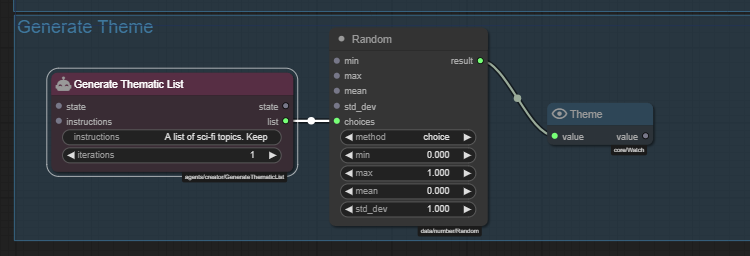 Generate Theme
Generate Thematic List
state state
instructions list
instructions A list of sci-fi topics. Keep
iterations 1
agents/creator/GenerateThematicList
Random
min result
max
mean
std_dev
choices
method choice
min 0.000
max 1.000
mean 0.000
std_dev 1.000
data/number/Random
Theme
value value
core/Watch